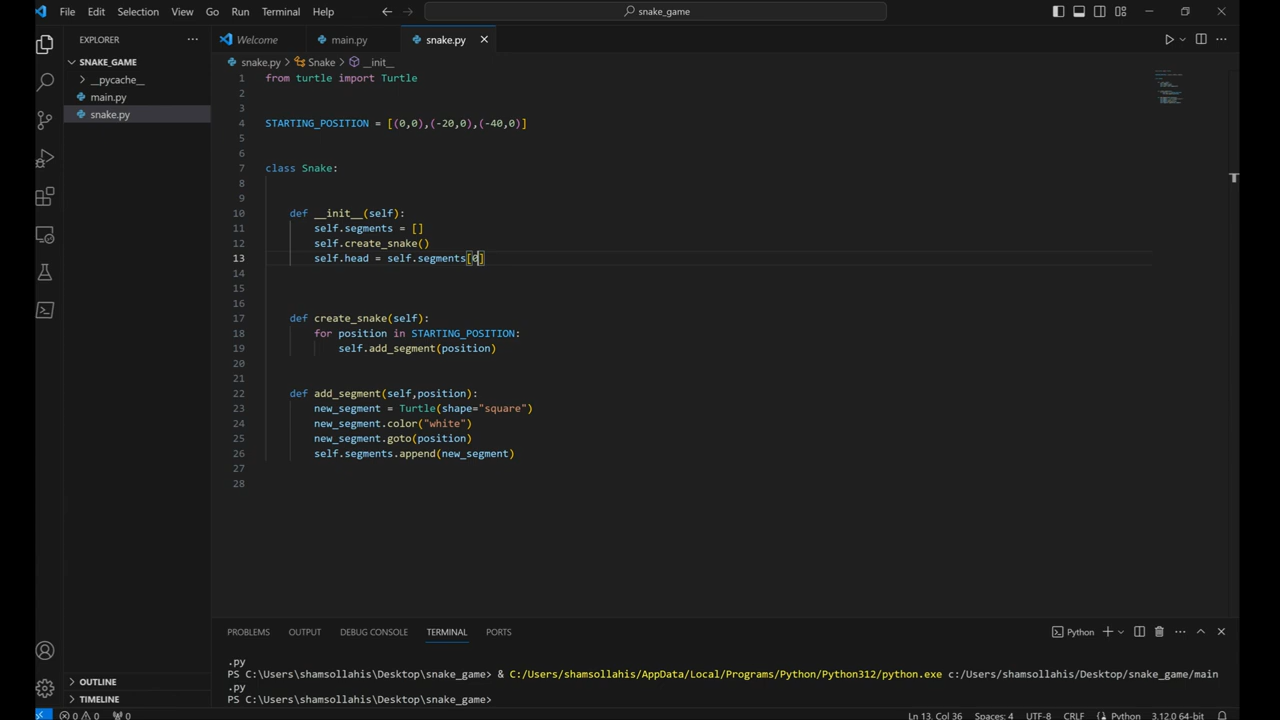 File Edit Selection View Go Run Terminal Help
snake_game
EXPLORER
Welcome
main.py
snake.py
SNAKE_GAME
__pycache__
main.py
snake.py
snake.py > Snake > __init__
1 from turtle import Turtle
2
3
4 STARTING_POSITION = [(0,0),(-20,0),(-40,0)]
5
6
7 class Snake:
8
9
10 def __init__(self):
11 self.segments = []
12 self.create_snake()
13 self.head = self.segments[0]
14
15
16
17 def create_snake(self):
18 for position in STARTING_POSITION:
19 self.add_segment(position)
20
21
22 def add_segment(self,position):
23 new_segment = Turtle(shape="square")
24 new_segment.color("white")
25 new_segment.goto(position)
26 self.segments.append(new_segment)
27
28
PROBLEMS OUTPUT DEBUG CONSOLE TERMINAL PORTS
Python
.py
PS C:\Users\shamsollahis\Desktop\snake_game> & C:/Users/shamsollahis/AppData/Local/Programs/Python/Python312/python.exe c:/Users/shamsollahis/Desktop/snake_game/main
.py
PS C:\Users\shamsollahis\Desktop\snake_game>
OUTLINE
TIMELINE
0 0 0
Ln 13, Col 36 Spaces: 4 UTF-8 CRLF Python 3.12.0 64-bit